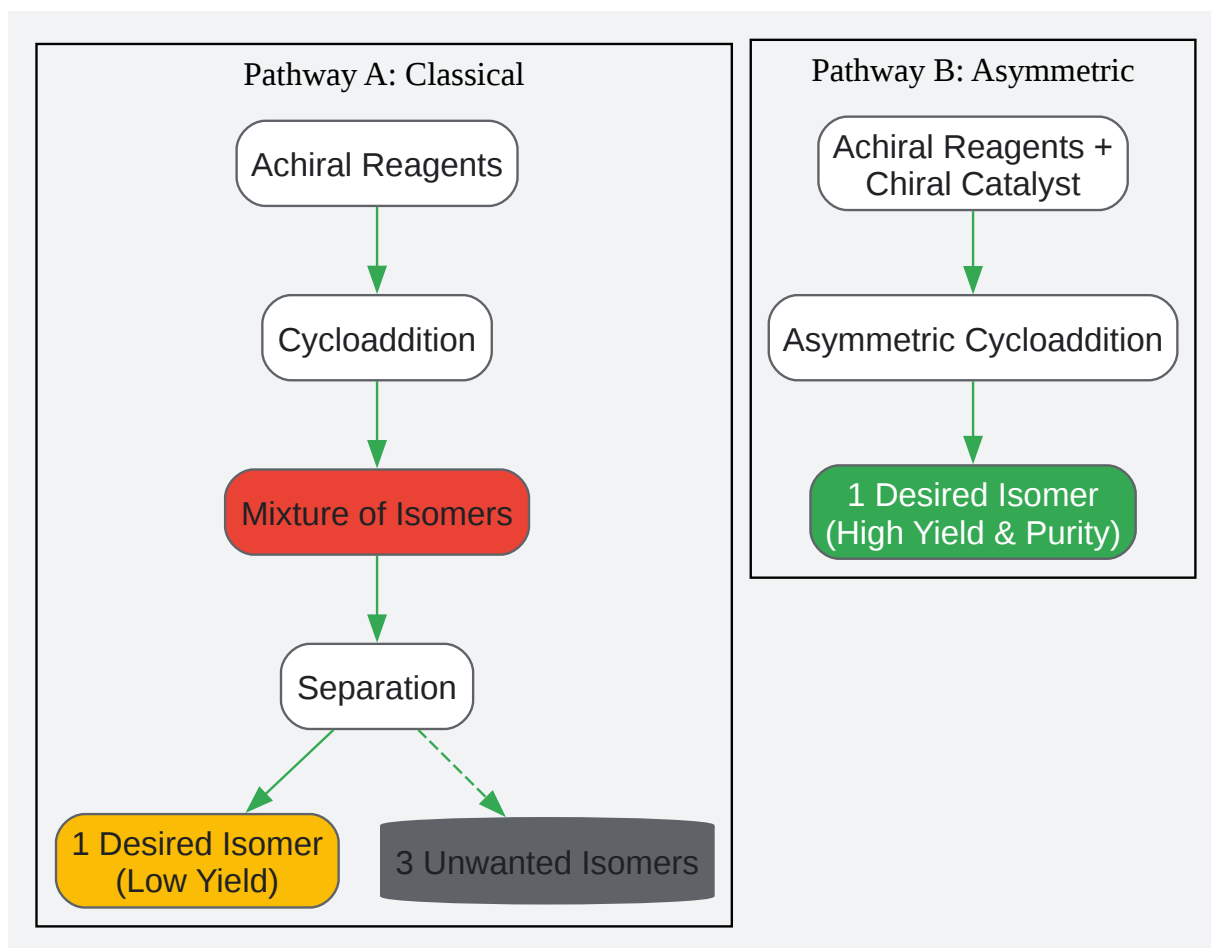 Pathway A: Classical
Achiral Reagents
Cycloaddition
Mixture of Isomers
Separation
1 Desired Isomer
(Low Yield)
3 Unwanted Isomers
Pathway B: Asymmetric
Achiral Reagents +
Chiral Catalyst
Asymmetric Cycloaddition
1 Desired Isomer
(High Yield & Purity)